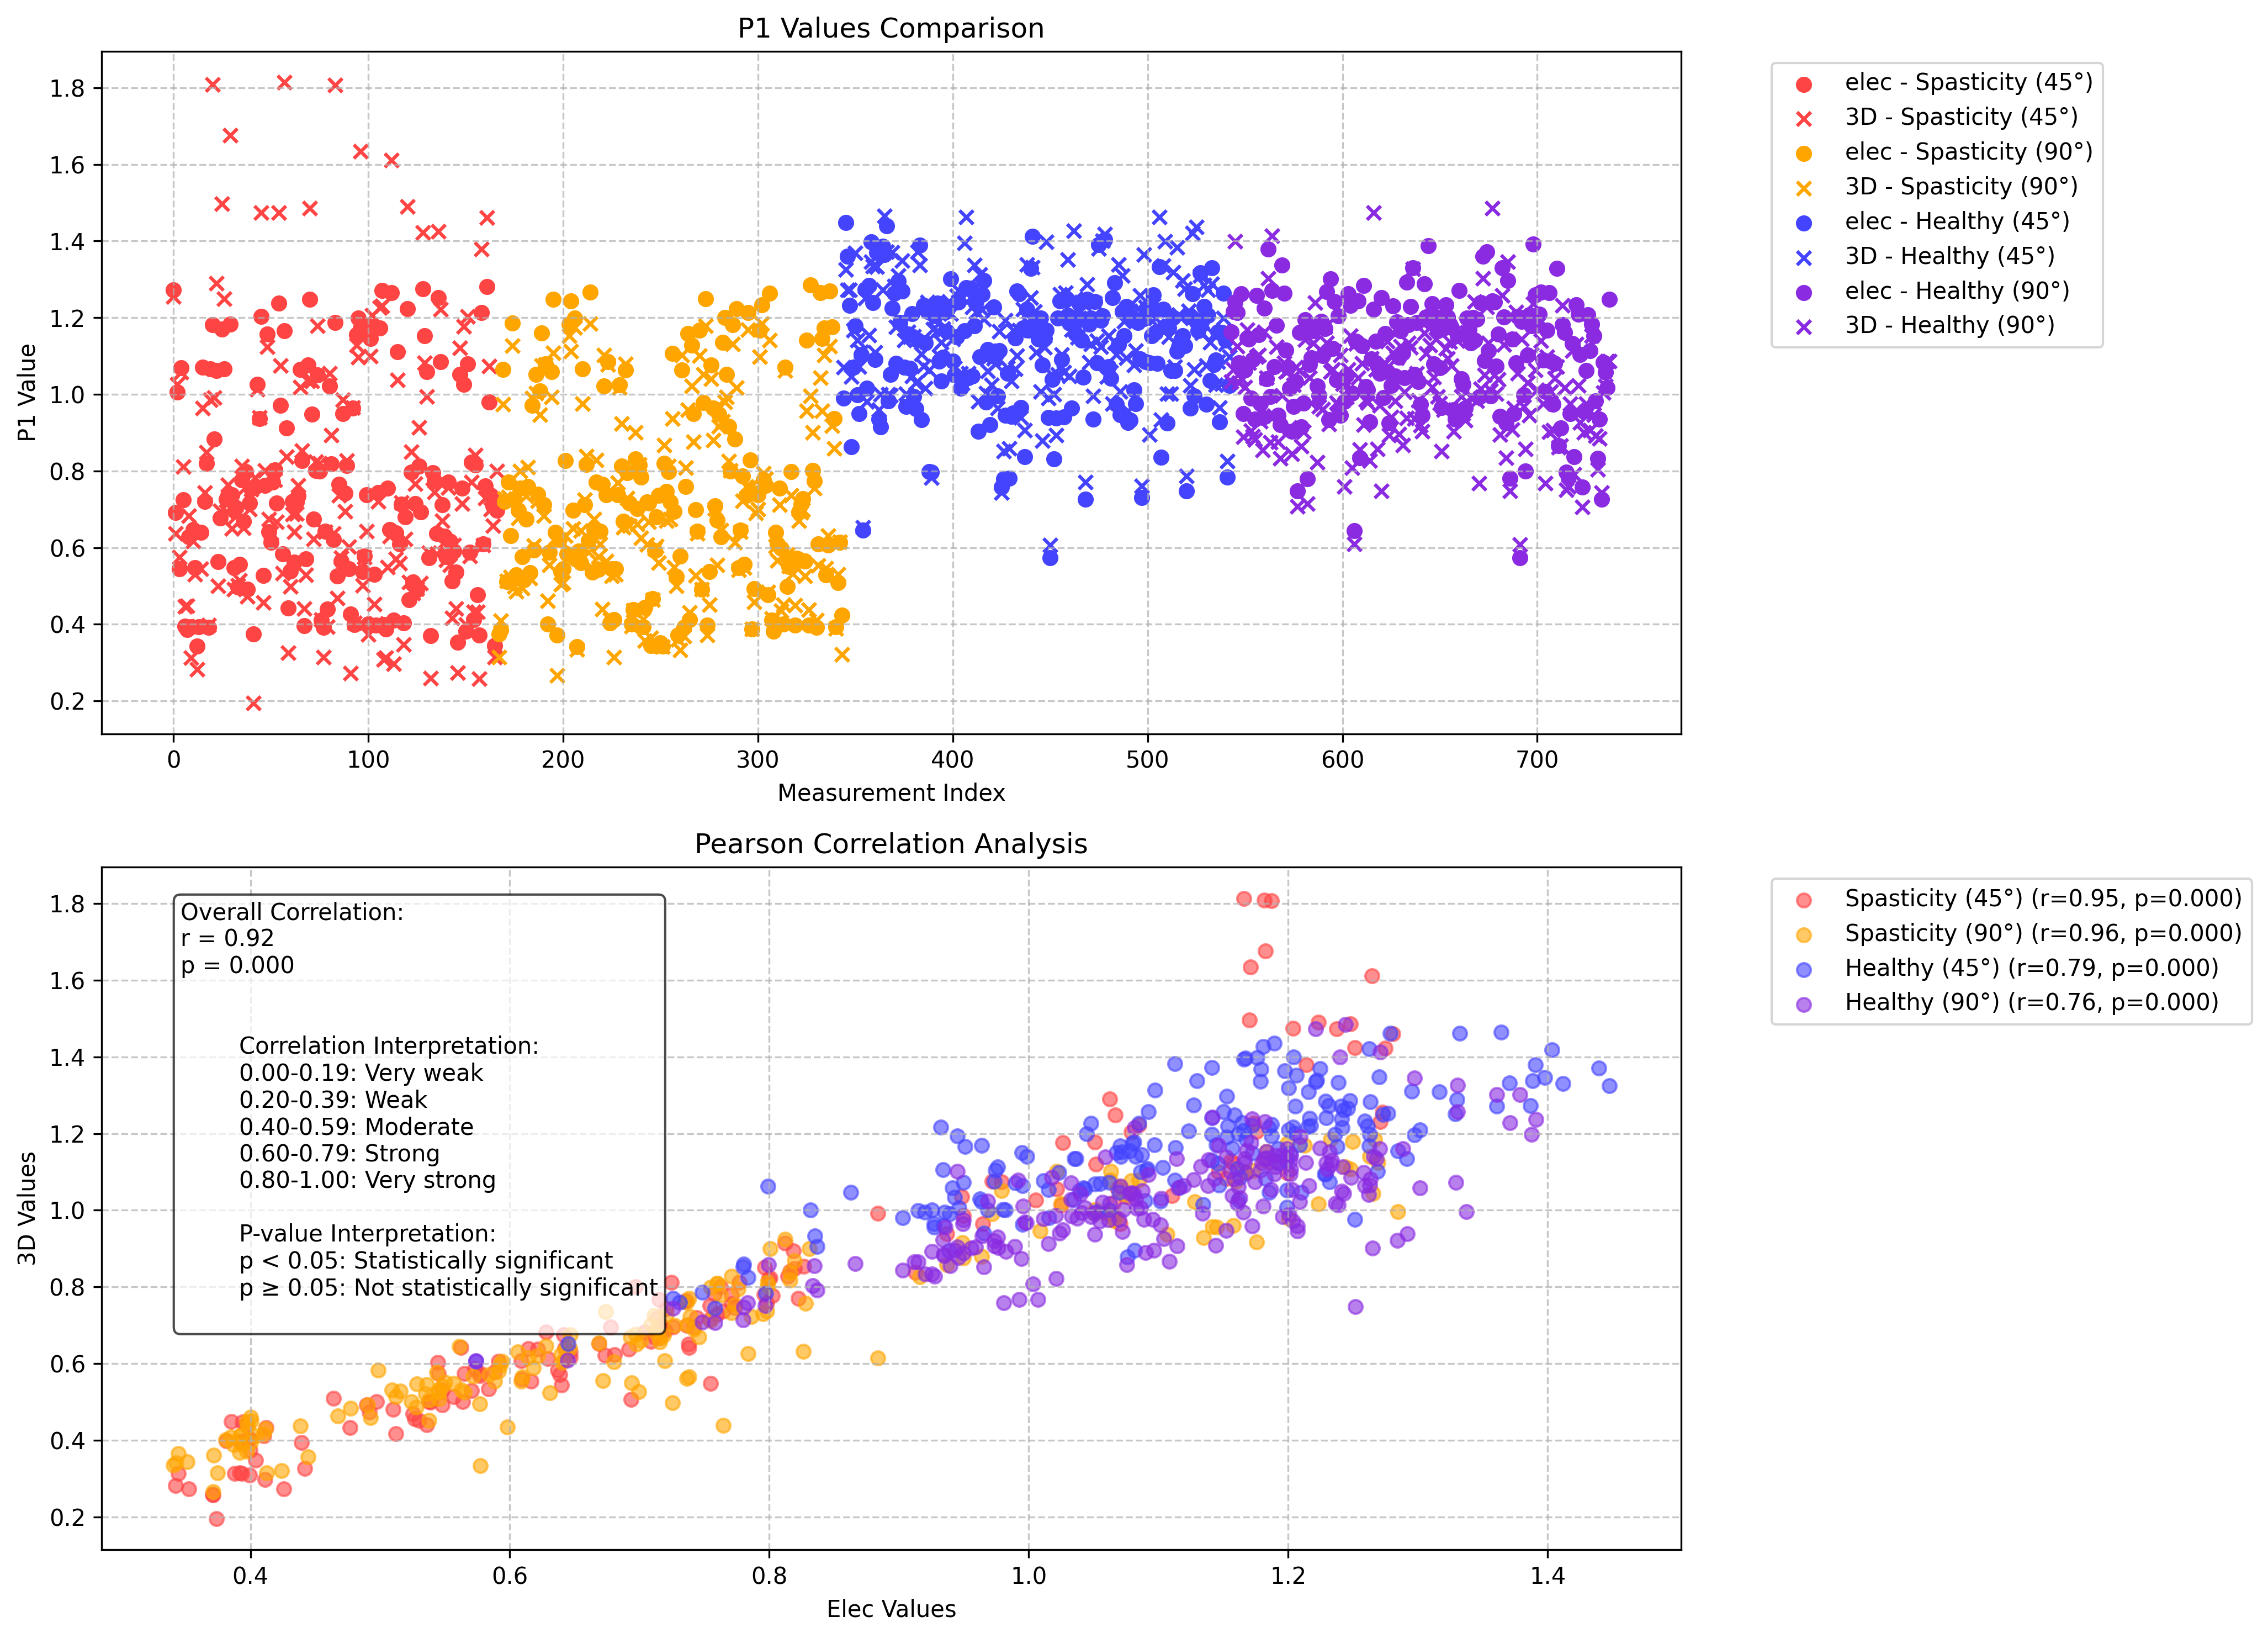 P1 Values Comparison
P1 Value
1.8
1.6
1.4
1.2
1.0
0.8
0.6
0.4
0.2
0 100 200 300 400 500 600 700
Measurement Index
elec - Spasticity (45°)
3D - Spasticity (45°)
elec - Spasticity (90°)
3D - Spasticity (90°)
elec - Healthy (45°)
3D - Healthy (45°)
elec - Healthy (90°)
3D - Healthy (90°)
Pearson Correlation Analysis
3D Values
1.8
1.6
1.4
1.2
1.0
0.8
0.6
0.4
0.2
Overall Correlation:
r = 0.92
p = 0.000
Correlation Interpretation:
0.00-0.19: Very weak
0.20-0.39: Weak
0.40-0.59: Moderate
0.60-0.79: Strong
0.80-1.00: Very strong
P-value Interpretation:
p < 0.05: Statistically significant
p ≥ 0.05: Not statistically significant
0.4 0.6 0.8 1.0 1.2 1.4
Elec Values
Spasticity (45°) (r=0.95, p=0.000)
Spasticity (90°) (r=0.96, p=0.000)
Healthy (45°) (r=0.79, p=0.000)
Healthy (90°) (r=0.76, p=0.000)